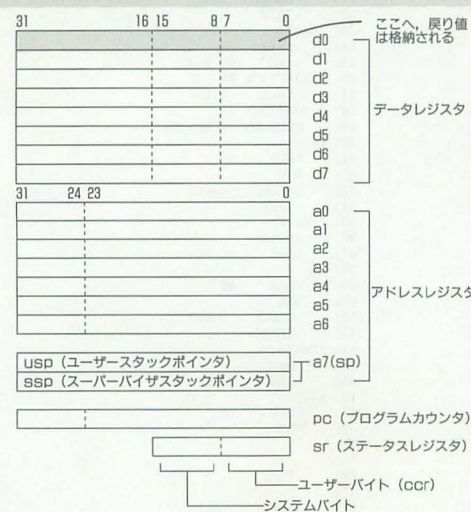 31 16 15 8 7 0
ここへ，戻り値
は格納される
d0
d1
d2
d3
d4
d5
d6
d7
データレジスタ
31 24 23 0
a0
a1
a2
a3
a4
a5
a6
アドレスレジスタ
usp（ユーザースタックポインタ）
ssp（スーパーバイザスタックポインタ）
a7(sp)
pc（プログラムカウンタ）
sr（ステータスレジスタ）
ユーザーバイト（ccr）
システムバイト